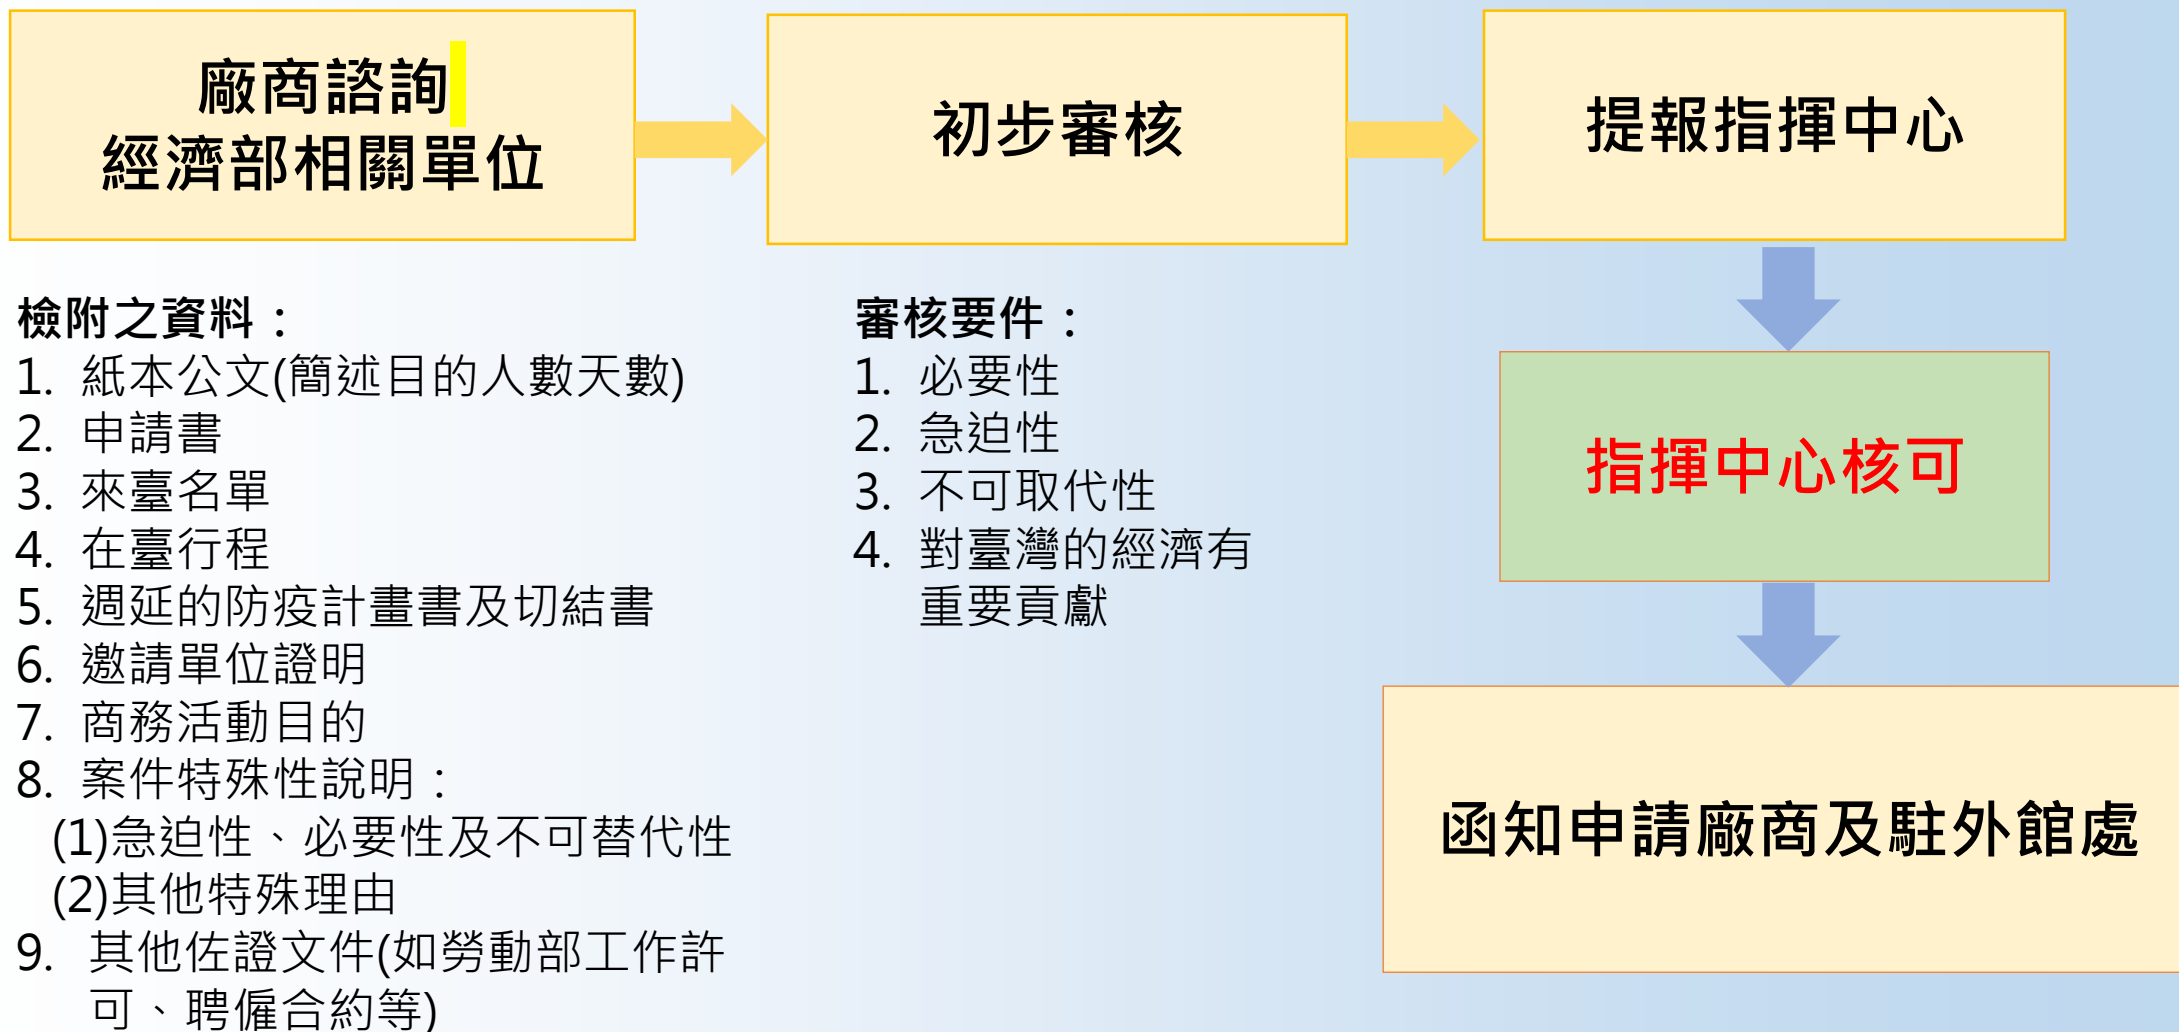 廠商諮詢
經濟部相關單位
初步審核
提報指揮中心
檢附之資料：
1. 紙本公文(簡述目的人數天數)
2. 申請書
3. 來臺名單
4. 在臺行程
5. 週延的防疫計畫書及切結書
6. 邀請單位證明
7. 商務活動目的
8. 案件特殊性說明：
(1)急迫性、必要性及不可替代性
(2)其他特殊理由
9. 其他佐證文件(如勞動部工作許
可、聘僱合約等)
審核要件：
1. 必要性
2. 急迫性
3. 不可取代性
4. 對臺灣的經濟有
重要貢獻
指揮中心核可
函知申請廠商及駐外館處